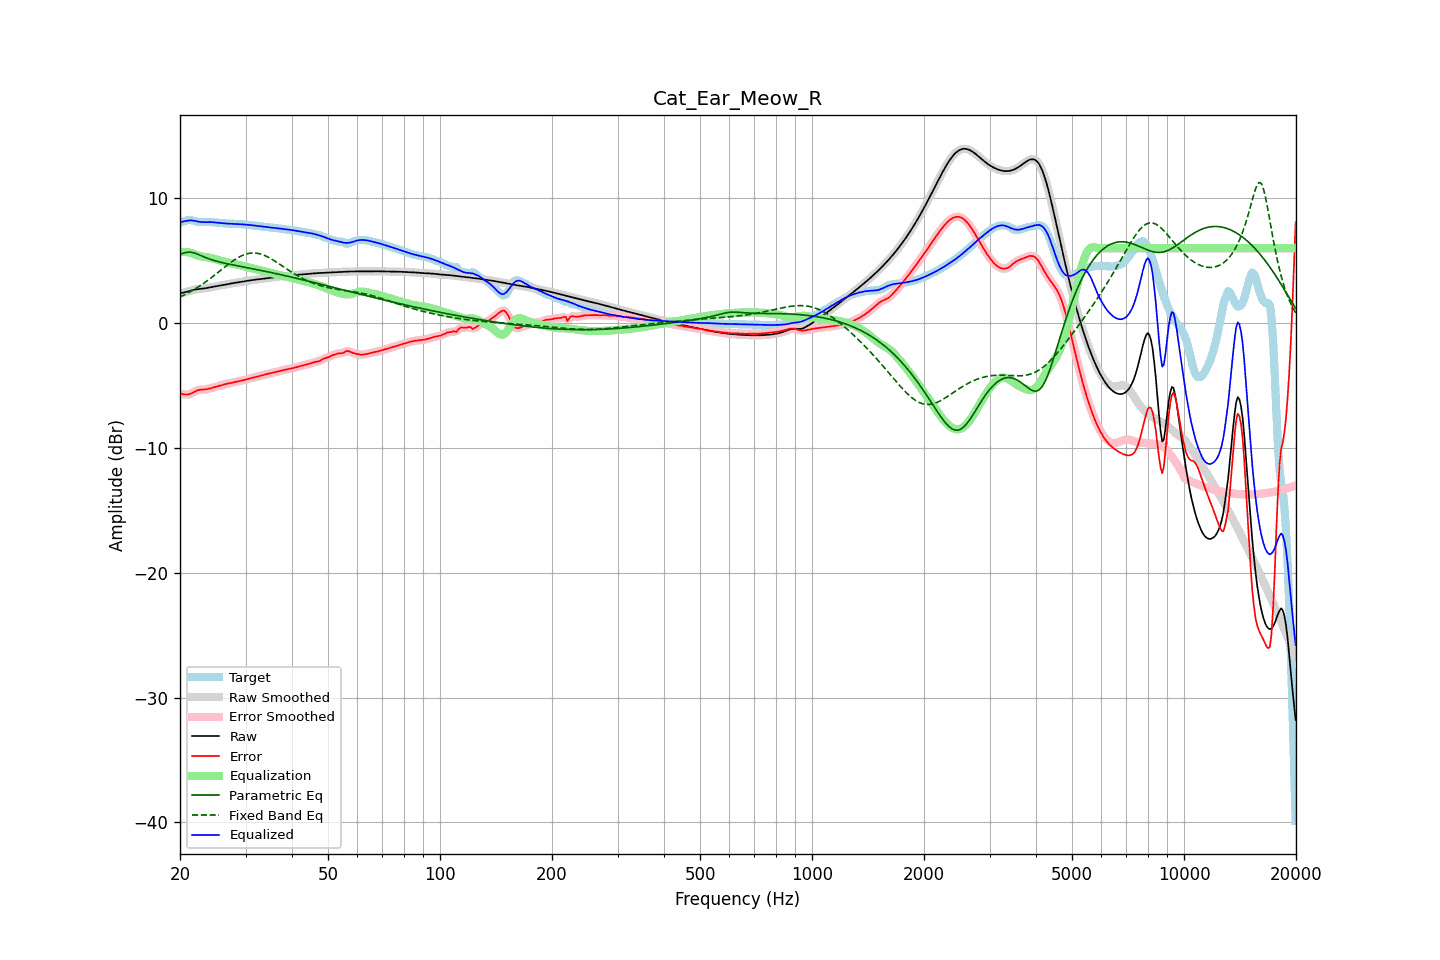 Cat_Ear_Meow_R
Amplitude (dBr)
10
0
−10
−20
−30
−40
Target
Raw Smoothed
Error Smoothed
Raw
Error
Equalization
Parametric Eq
Fixed Band Eq
Equalized
20 50 100 200 500 1000 2000 5000 10000 20000
Frequency (Hz)